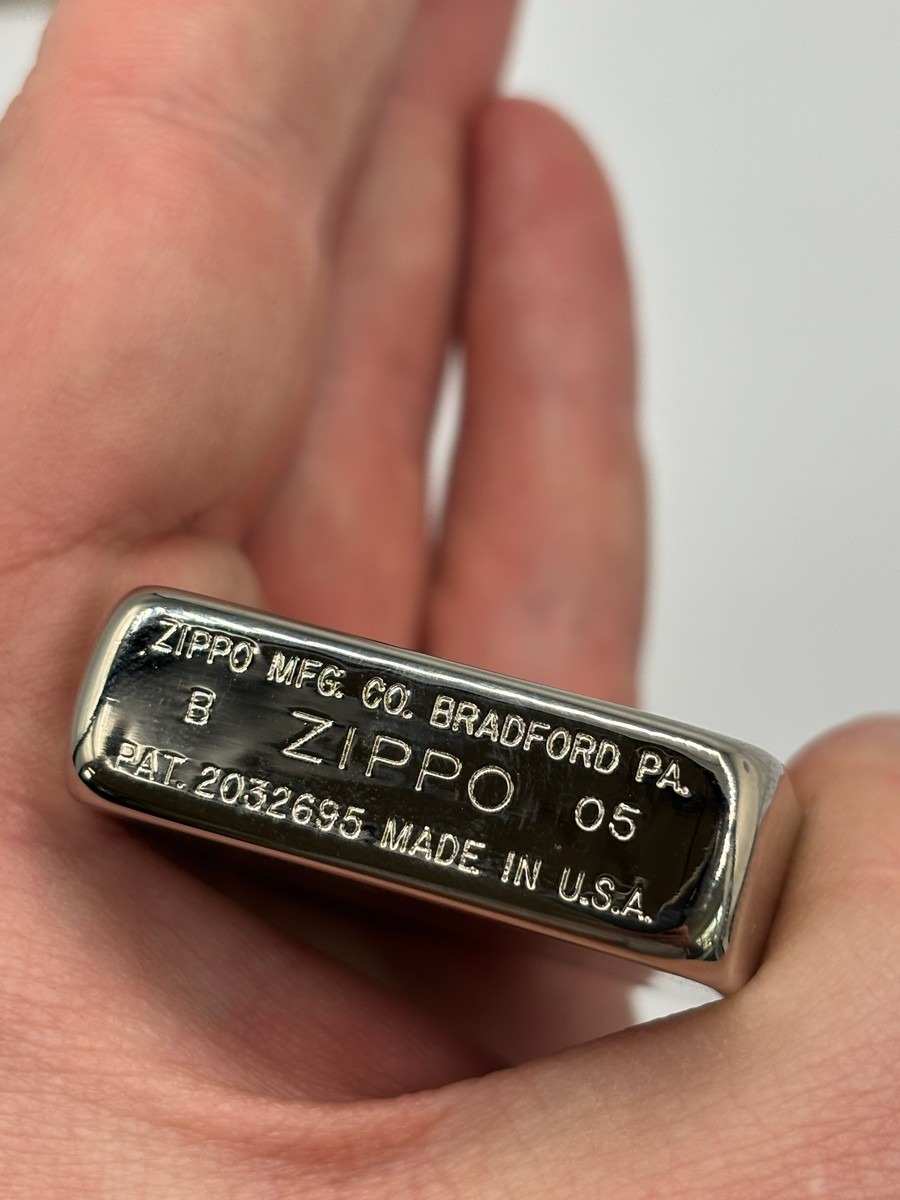 ZIPPO MFG. CO. BRADFORD PA.
B ZIPPO 05
PAT. 2032695 MADE IN U.S.A.